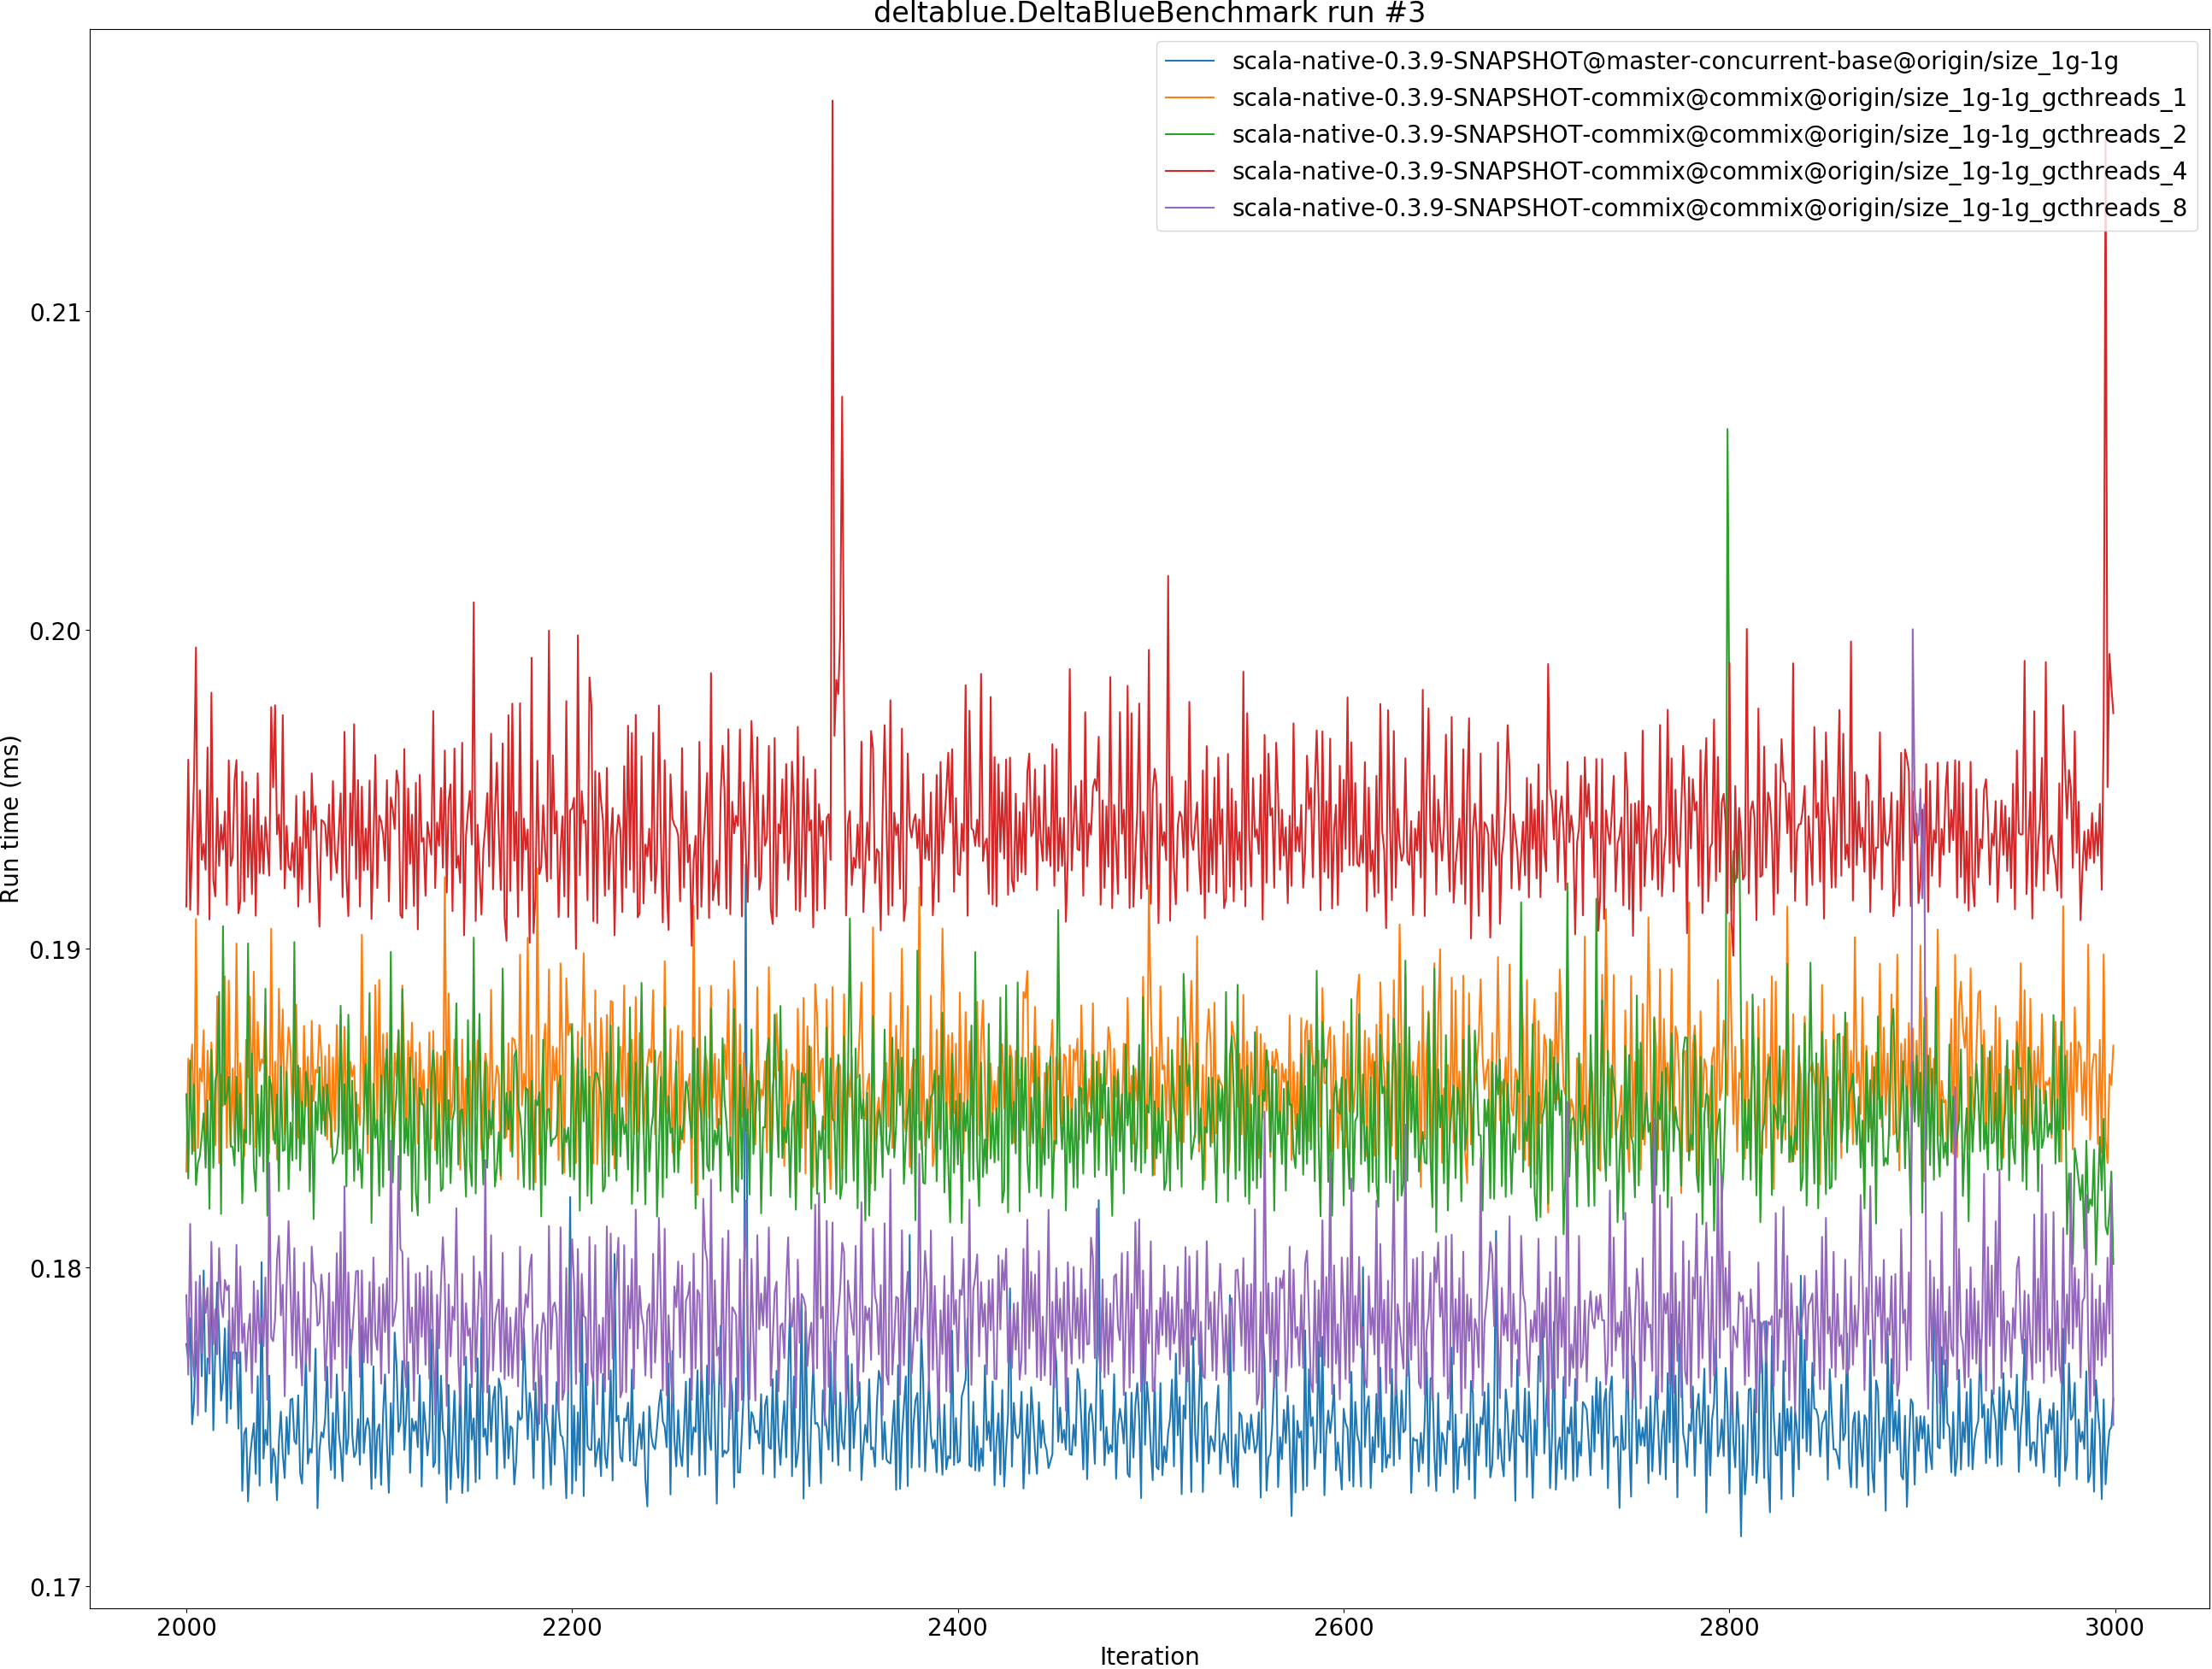 deltablue.DeltaBlueBenchmark run #3
scala-native-0.3.9-SNAPSHOT@master-concurrent-base@origin/size_1g-1g
scala-native-0.3.9-SNAPSHOT-commix@commix@origin/size_1g-1g_gcthreads_1
scala-native-0.3.9-SNAPSHOT-commix@commix@origin/size_1g-1g_gcthreads_2
scala-native-0.3.9-SNAPSHOT-commix@commix@origin/size_1g-1g_gcthreads_4
scala-native-0.3.9-SNAPSHOT-commix@commix@origin/size_1g-1g_gcthreads_8
Run time (ms)
0.21
0.20
0.19
0.18
0.17
2000 2200 2400 2600 2800 3000
Iteration